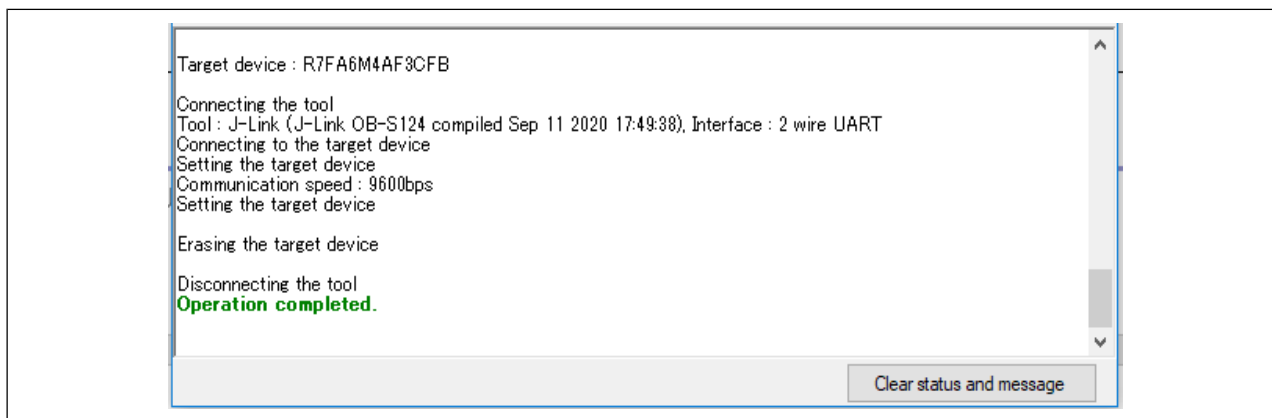 Target device : R7FA6M4AF3CFB
Connecting the tool
Tool : J-Link (J-Link OB-S124 compiled Sep 11 2020 17:49:38), Interface : 2 wire UART
Connecting to the target device
Setting the target device
Communication speed : 9600bps
Setting the target device
Erasing the target device
Disconnecting the tool
Operation completed.
Clear status and message